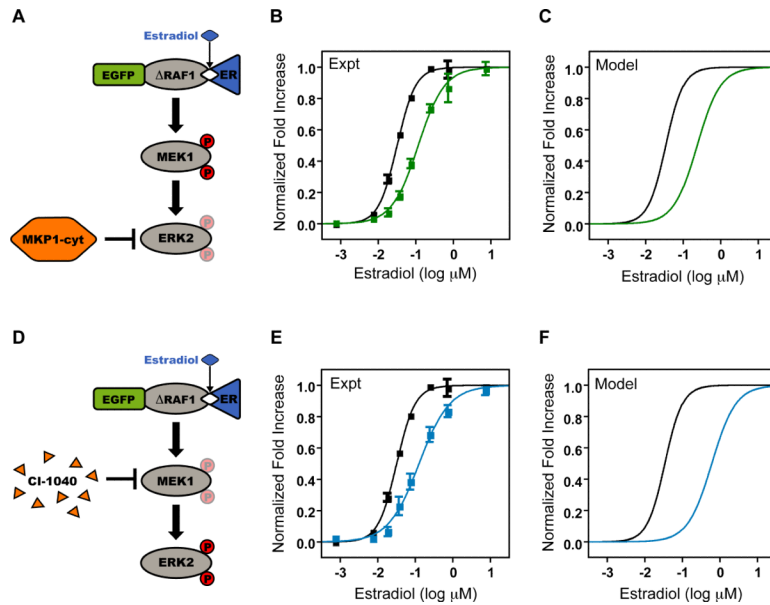 A
Estradiol
EGFP
ΔRAF1
ER
P
MEK1
P
MKP1-cyt
P
ERK2
P
B
Expt
Normalized Fold Increase
1.0
0.8
0.6
0.4
0.2
0.0
-3 -2 -1 0 1
Estradiol (log μM)
C
Model
Normalized Fold Increase
1.0
0.8
0.6
0.4
0.2
0.0
-3 -2 -1 0 1
Estradiol (log μM)
D
Estradiol
EGFP
ΔRAF1
ER
CI-1040
P
MEK1
P
P
ERK2
P
E
Expt
Normalized Fold Increase
1.0
0.8
0.6
0.4
0.2
0.0
-3 -2 -1 0 1
Estradiol (log μM)
F
Model
Normalized Fold Increase
1.0
0.8
0.6
0.4
0.2
0.0
-3 -2 -1 0 1
Estradiol (log μM)